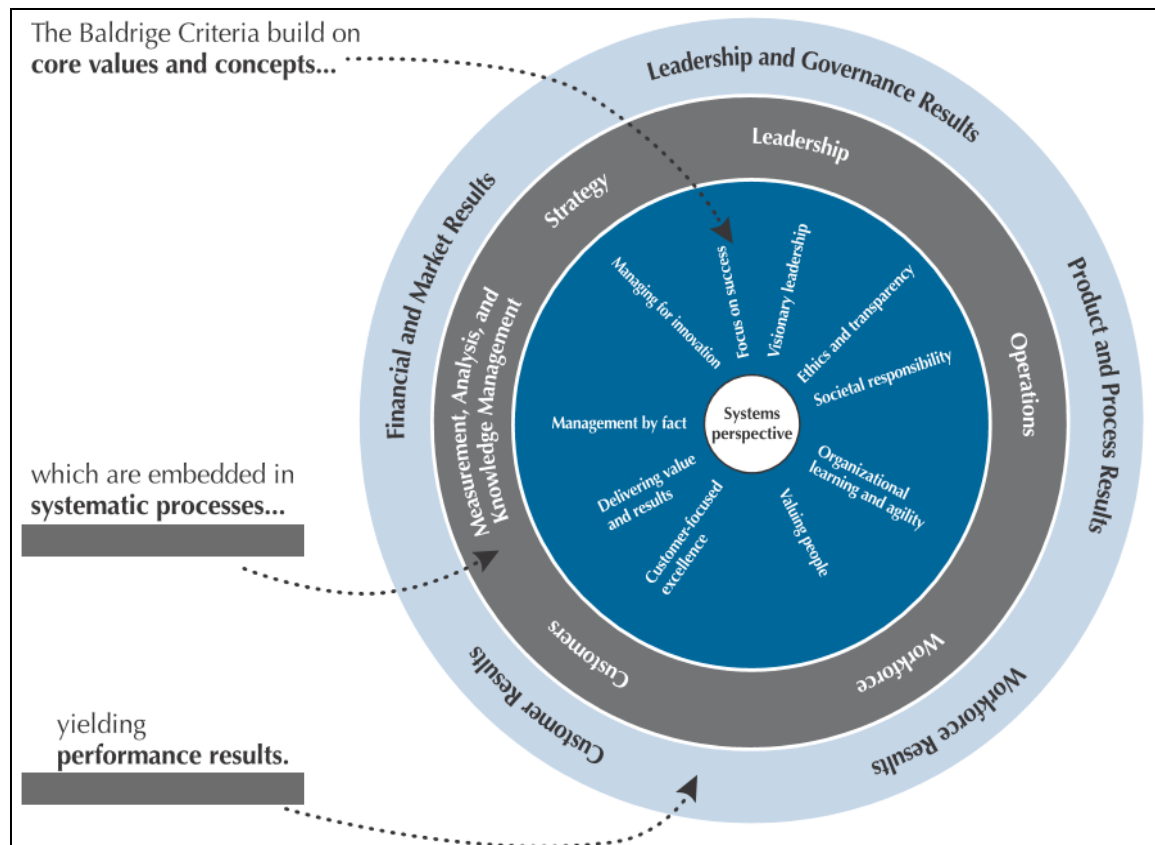 The Baldrige Criteria build on
core values and concepts...
which are embedded in
systematic processes...
yielding
performance results.
Leadership and Governance Results
Product and Process Results
Workforce Results
Customer Results
Financial and Market Results
Leadership
Operations
Workforce
Customers
Measurement, Analysis, and
Knowledge Management
Strategy
Focus on success
Visionary leadership
Ethics and transparency
Societal responsibility
Organizational
learning and agility
Valuing people
Customer-focused
excellence
Delivering value
and results
Management by fact
Managing for innovation
Systems
perspective